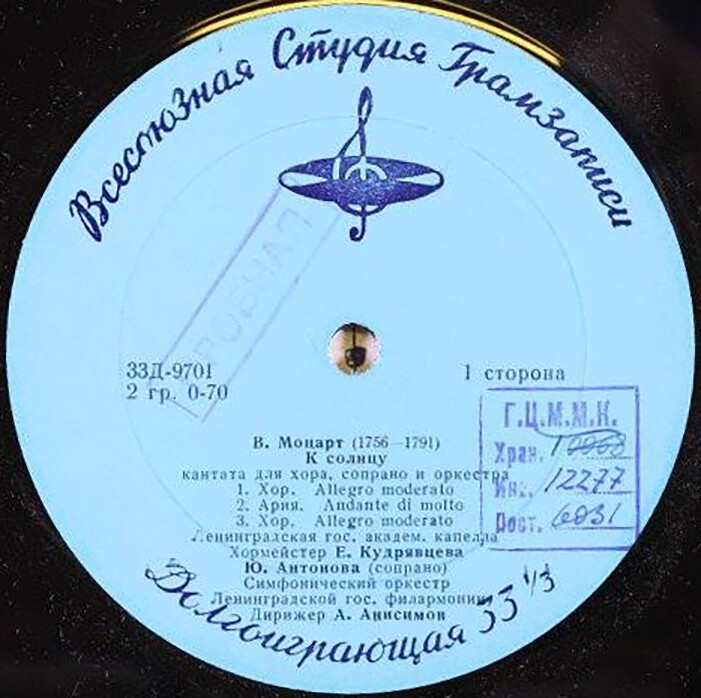 Всесоюзная Студия Грамзаписи
33Д-9701
2 гр. 0-70
1 сторона
В. Моцарт (1756—1791)
К солнцу
кантата для хора, сопрано и оркестра
1. Хор. Allegro moderato
2. Ария. Andante di molto
3. Хор. Allegro moderato
Ленинградская гос. академ. капелла
Хормейстер Е. Кудрявцева
Ю. Антонова (сопрано)
Симфонический оркестр
Ленинградской гос. филармонии
Дирижер А. Анисимов
Долгоиграющая 33 1/3
Г.Ц.М.М.К.
Хран.
Инв. 12277
Пост. 6031